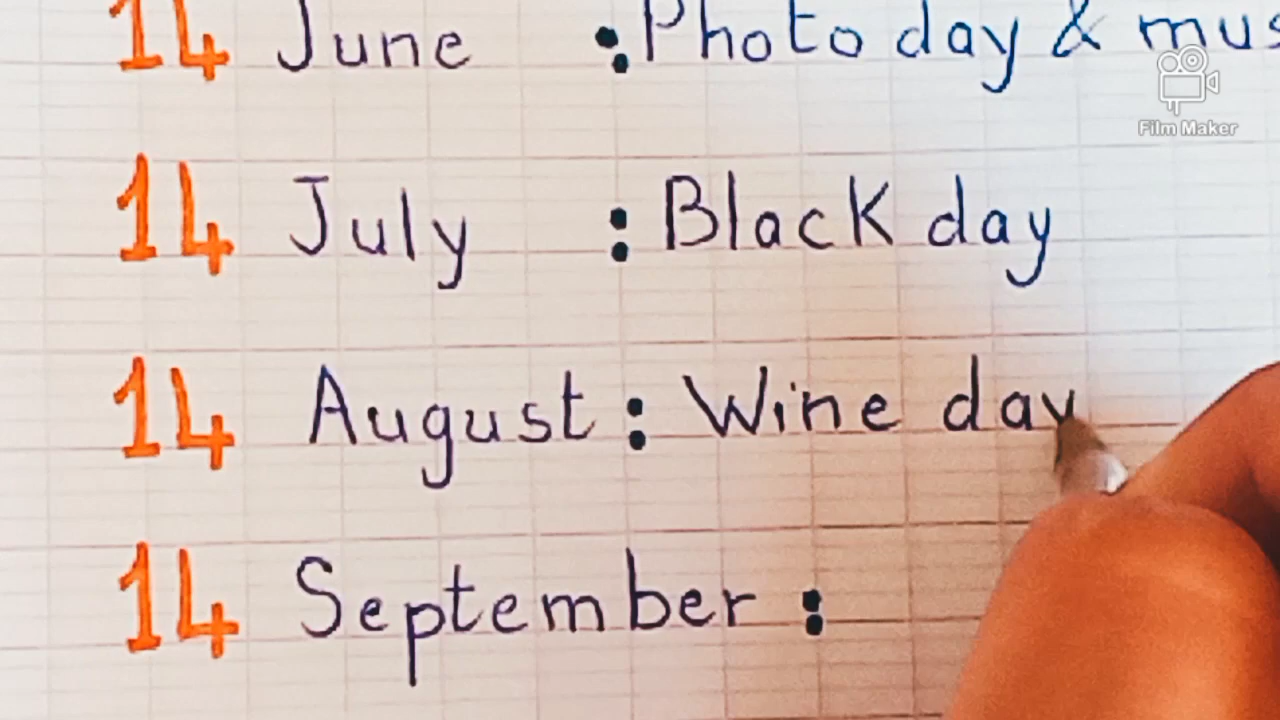 14 June : Photo day & mus
Film Maker
14 July : Black day
14 August : Wine day
14 September :